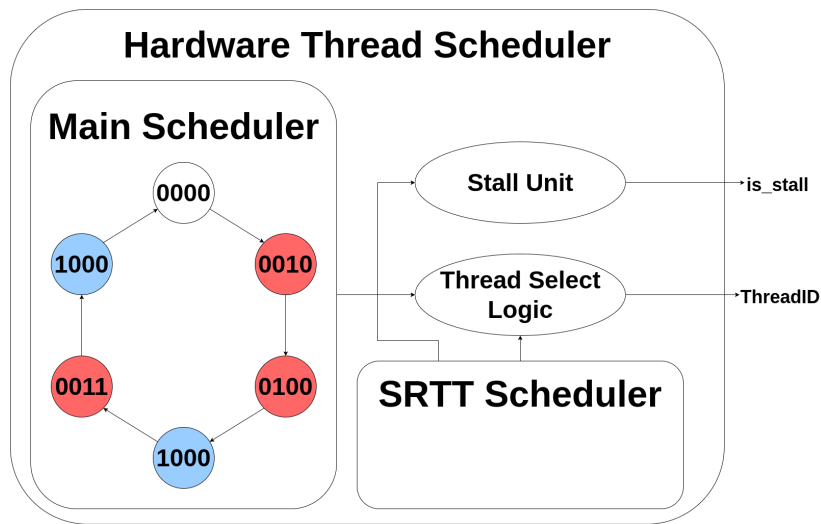 Hardware Thread Scheduler
Main Scheduler
0000
0010
0100
1000
0011
1000
Stall Unit
is_stall
Thread Select
Logic
ThreadID
SRTT Scheduler